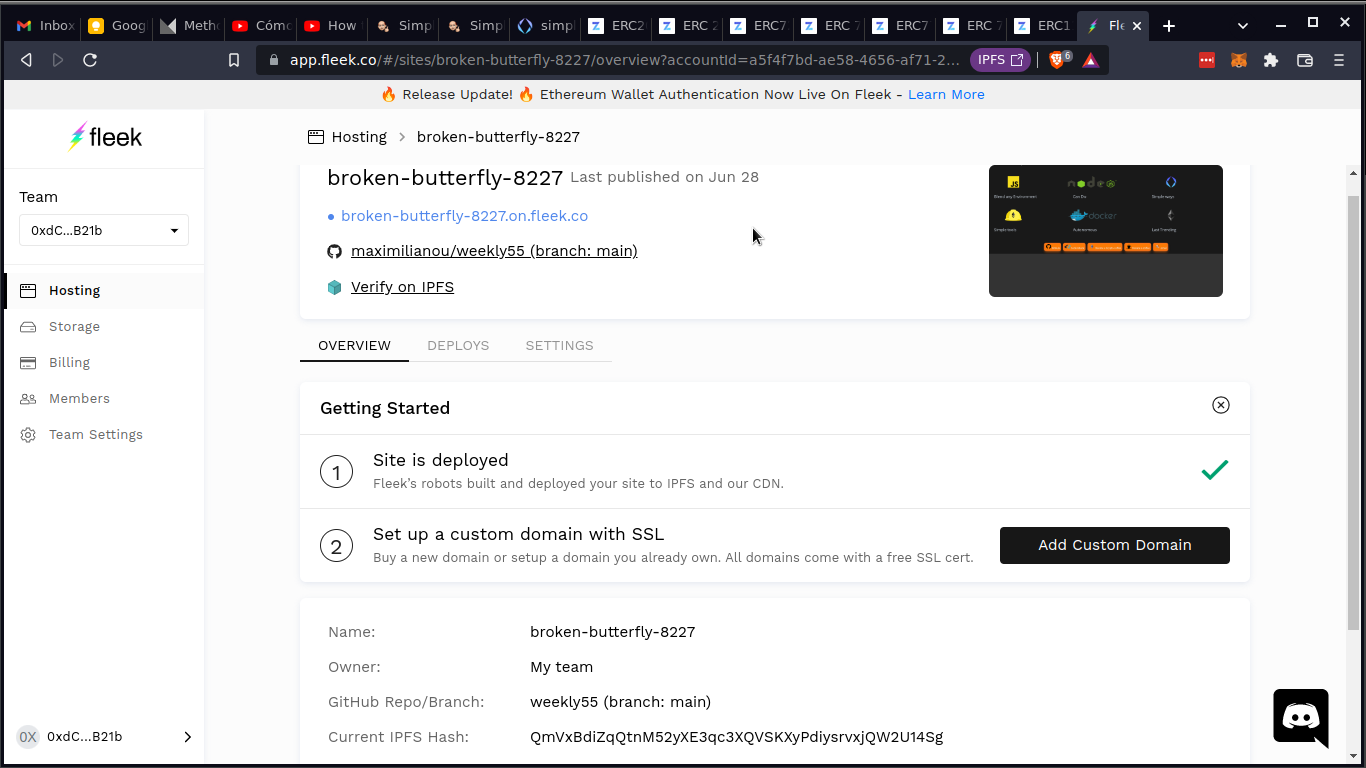 Inbox
Goog
Meth
Cómo
How
Simp
Simp
simpl
ERC2
ERC 2
ERC7
ERC 7
ERC7
ERC 7
ERC1
Fle
app.fleek.co/#/sites/broken-butterfly-8227/overview?accountId=a5f4f7bd-ae58-4656-af71-2...
IPFS
6
🔥 Release Update! 🔥 Ethereum Wallet Authentication Now Live On Fleek - Learn More
fleek
Hosting > broken-butterfly-8227
Team
0xdC...B21b
Hosting
Storage
Billing
Members
Team Settings
0X 0xdC...B21b
broken-butterfly-8227 Last published on Jun 28
broken-butterfly-8227.on.fleek.co
maximilianou/weekly55 (branch: main)
Verify on IPFS
JS
node
docker
OVERVIEW DEPLOYS SETTINGS
Getting Started
1 Site is deployed
Fleek’s robots built and deployed your site to IPFS and our CDN.
2 Set up a custom domain with SSL
Buy a new domain or setup a domain you already own. All domains come with a free SSL cert.
Add Custom Domain
Name: broken-butterfly-8227
Owner: My team
GitHub Repo/Branch: weekly55 (branch: main)
Current IPFS Hash: QmVxBdiZqQtnM52yXE3qc3XQVSKXyPdiysrvxjQW2U14Sg